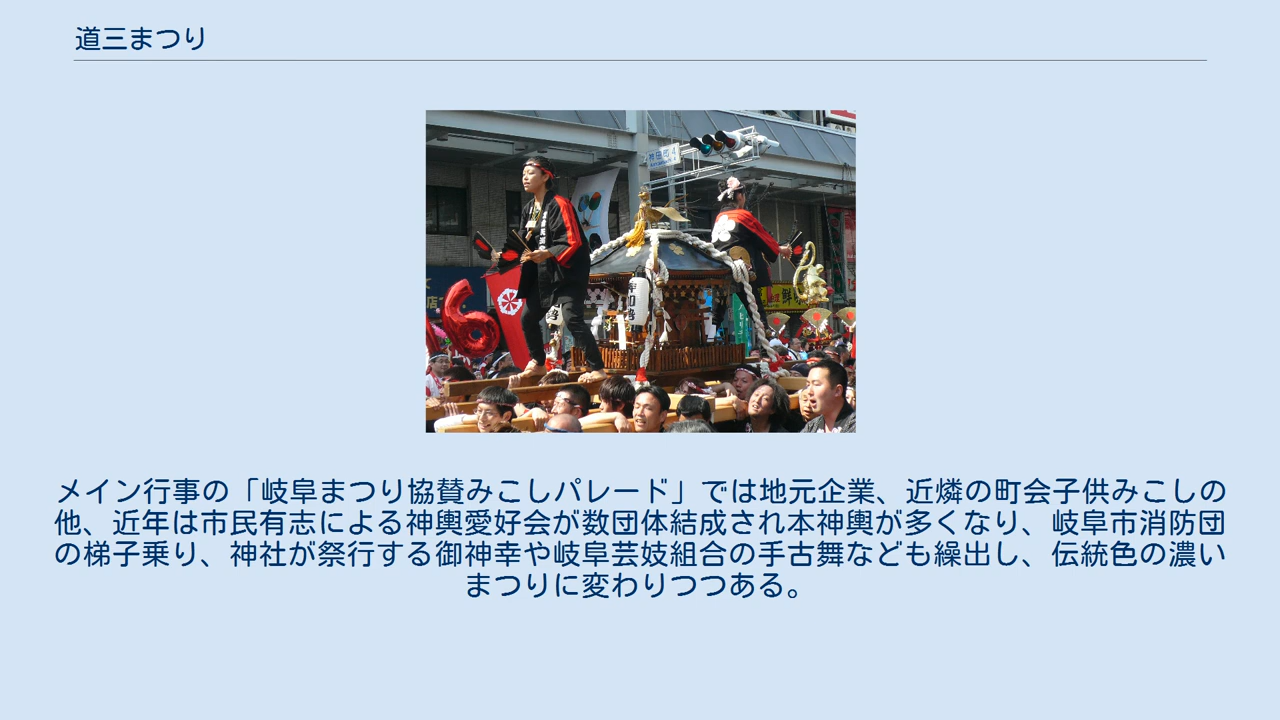 道三まつり
メイン行事の「岐阜まつり協賛みこしパレード」では地元企業、近燐の町会子供みこしの
他、近年は市民有志による神輿愛好会が数団体結成され本神輿が多くなり、岐阜市消防団
の梯子乗り、神社が祭行する御神幸や岐阜芸妓組合の手古舞なども繰出し、伝統色の濃い
まつりに変わりつつある。